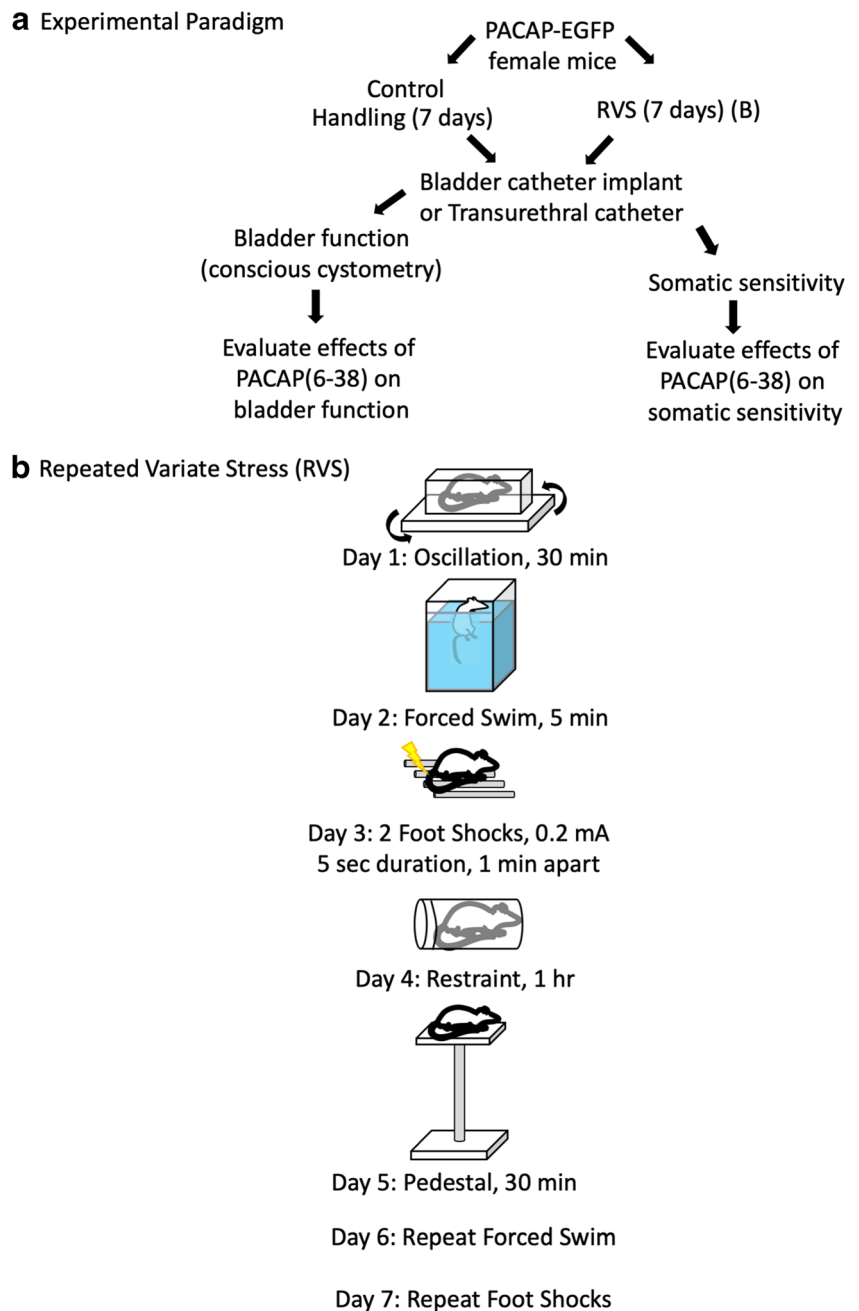 a Experimental Paradigm
PACAP-EGFP
female mice
Control
Handling (7 days)
RVS (7 days) (B)
Bladder catheter implant
or Transurethral catheter
Bladder function
(conscious cystometry)
Somatic sensitivity
Evaluate effects of
PACAP(6-38) on
bladder function
Evaluate effects of
PACAP(6-38) on
somatic sensitivity
b Repeated Variate Stress (RVS)
Day 1: Oscillation, 30 min
Day 2: Forced Swim, 5 min
Day 3: 2 Foot Shocks, 0.2 mA
5 sec duration, 1 min apart
Day 4: Restraint, 1 hr
Day 5: Pedestal, 30 min
Day 6: Repeat Forced Swim
Day 7: Repeat Foot Shocks